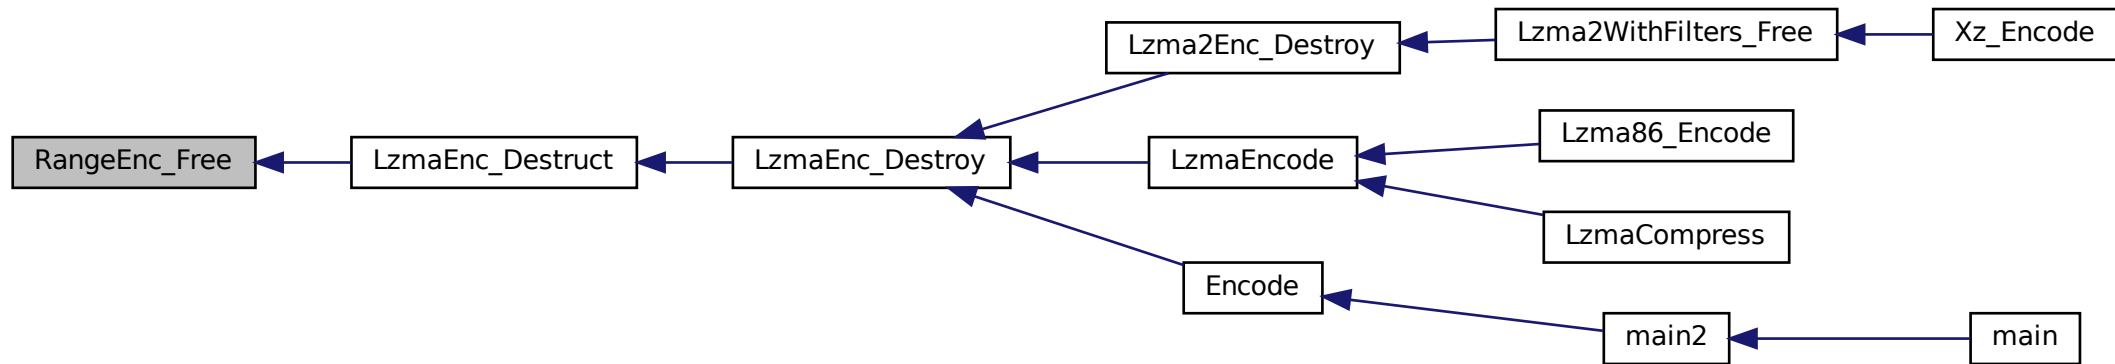 RangeEnc_Free
LzmaEnc_Destruct
LzmaEnc_Destroy
Lzma2Enc_Destroy
Lzma2WithFilters_Free
Xz_Encode
LzmaEncode
Lzma86_Encode
LzmaCompress
Encode
main2
main